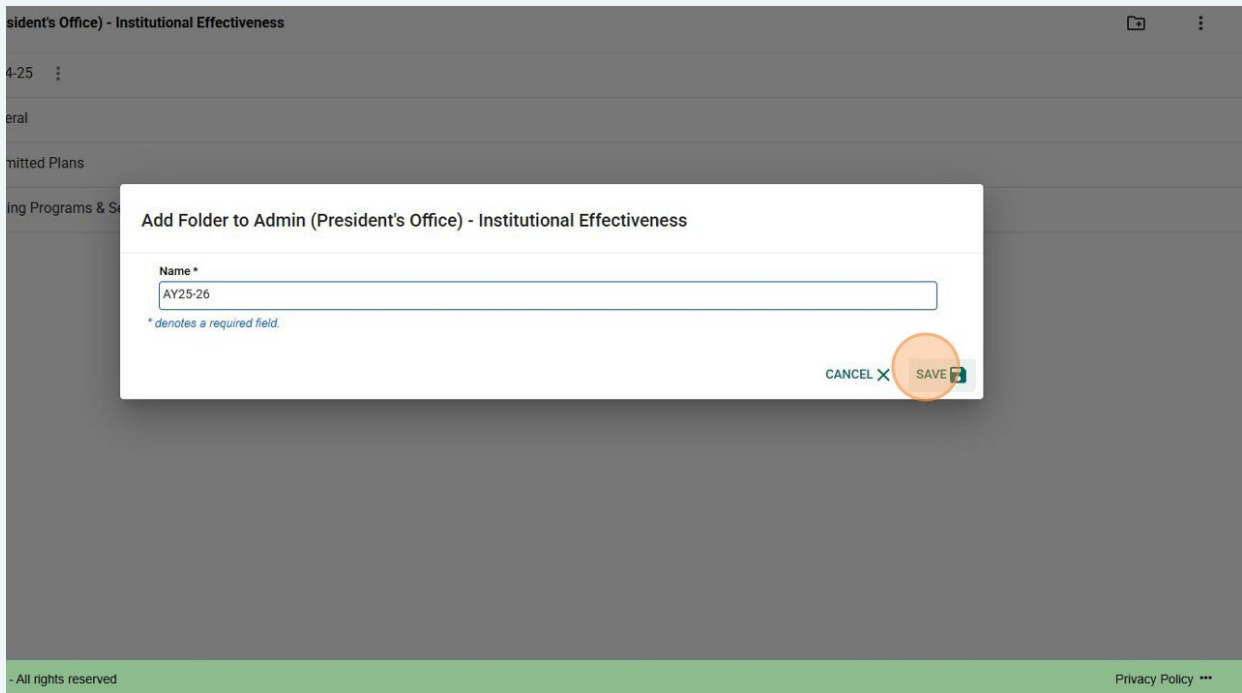 sident's Office) - Institutional Effectiveness
4-25
eral
mitted Plans
ing Programs & Se
Add Folder to Admin (President's Office) - Institutional Effectiveness
Name *
AY25-26
* denotes a required field.
CANCEL SAVE
- All rights reserved Privacy Policy